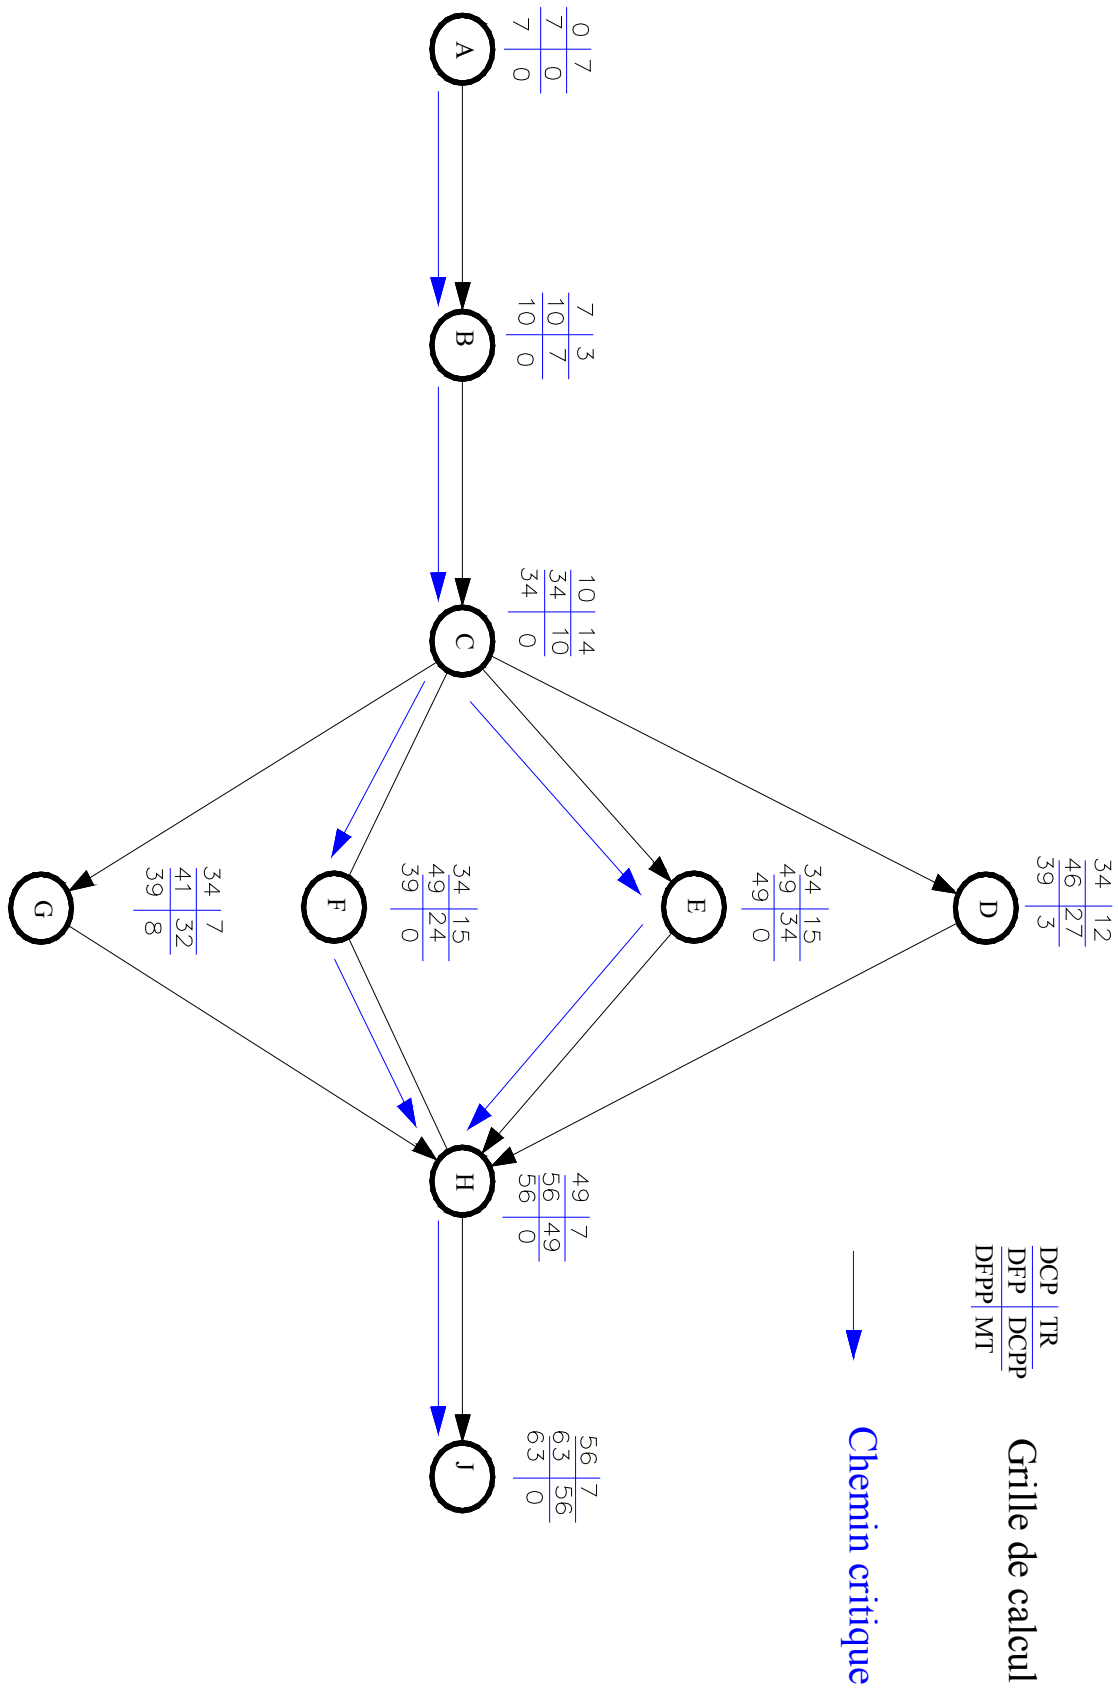 34 12
46 27
39 3
D
DCP TR
DFP DCPP
DFPP MT
Grille de calcul
Chemin critique
34 15
49 34
49 0
E
0 7
7 0
7 0
A
7 3
10 7
10 0
B
10 14
34 10
34 0
C
49 7
56 49
56 0
H
56 7
63 56
63 0
J
34 15
49 24
39 0
F
34 7
41 32
39 8
G